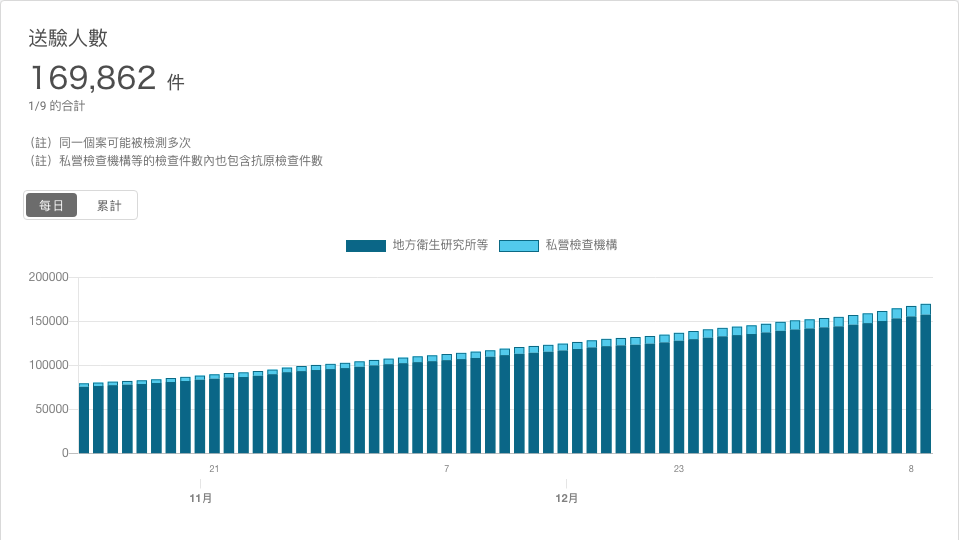 送驗人數
169,862 件
1/9 的合計
（註）同一個案可能被檢測多次
（註）私營檢查機構等的檢查件數內也包含抗原檢查件數
每日 累計
地方衛生研究所等 私營檢查機構
200000
150000
100000
50000
0
21 7 23 8
11月 12月